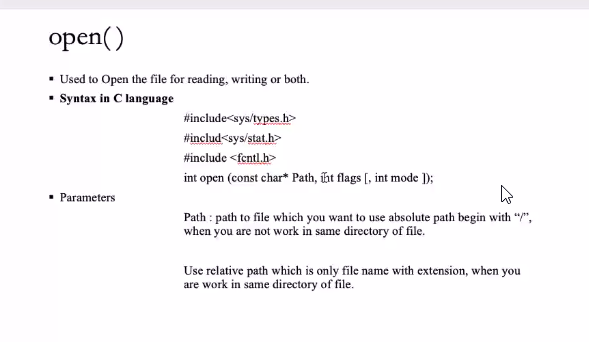 open()
▪ Used to Open the file for reading, writing or both.
▪ Syntax in C language
#include<sys/types.h>
#includ<sys/stat.h>
#include <fcntl.h>
int open (const char* Path, int flags [, int mode ]);
▪ Parameters
Path : path to file which you want to use absolute path begin with “/”,
when you are not work in same directory of file.
Use relative path which is only file name with extension, when you
are work in same directory of file.